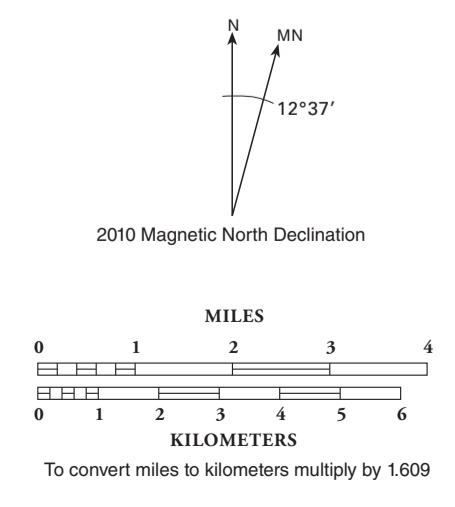 N
MN
12°37′
2010 Magnetic North Declination
MILES
0 1 2 3 4
0 1 2 3 4 5 6
KILOMETERS
To convert miles to kilometers multiply by 1.609